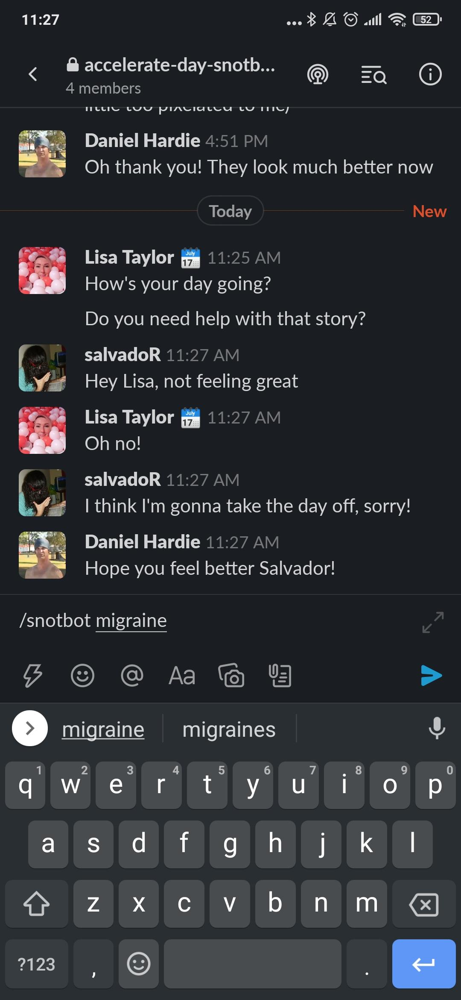 11:27
52
accelerate-day-snotb...
4 members
little too pixelated to me)
Daniel Hardie 4:51 PM
Oh thank you! They look much better now
Today
New
Lisa Taylor July 17 11:25 AM
How's your day going?
Do you need help with that story?
salvadoR 11:27 AM
Hey Lisa, not feeling great
Lisa Taylor July 17 11:27 AM
Oh no!
salvadoR 11:27 AM
I think I'm gonna take the day off, sorry!
Daniel Hardie 11:27 AM
Hope you feel better Salvador!
/snotbot migraine
@ Aa
migraine migraines
q1 w2 e3 r4 t5 y6 u7 i8 o9 p0
a s d f g h j k l
z x c v b n m
?123 , .